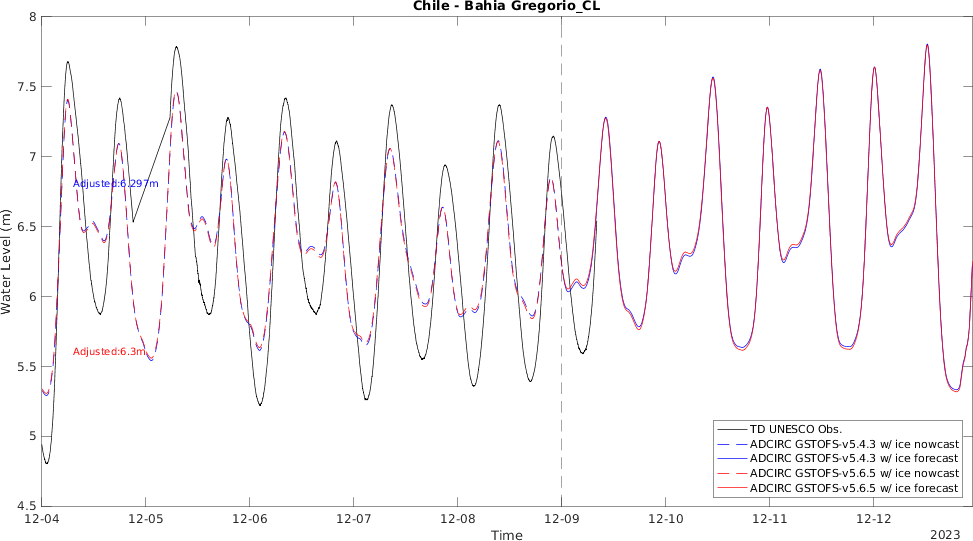 Chile - Bahia Gregorio_CL
8
7.5
7
6.5
6
5.5
5
4.5
Water Level (m)
Adjusted:6.297m
Adjusted:6.3m
TD UNESCO Obs.
ADCIRC GSTOFS-v5.4.3 w/ ice nowcast
ADCIRC GSTOFS-v5.4.3 w/ ice forecast
ADCIRC GSTOFS-v5.6.5 w/ ice nowcast
ADCIRC GSTOFS-v5.6.5 w/ ice forecast
12-04 12-05 12-06 12-07 12-08 12-09 12-10 12-11 12-12
Time
2023